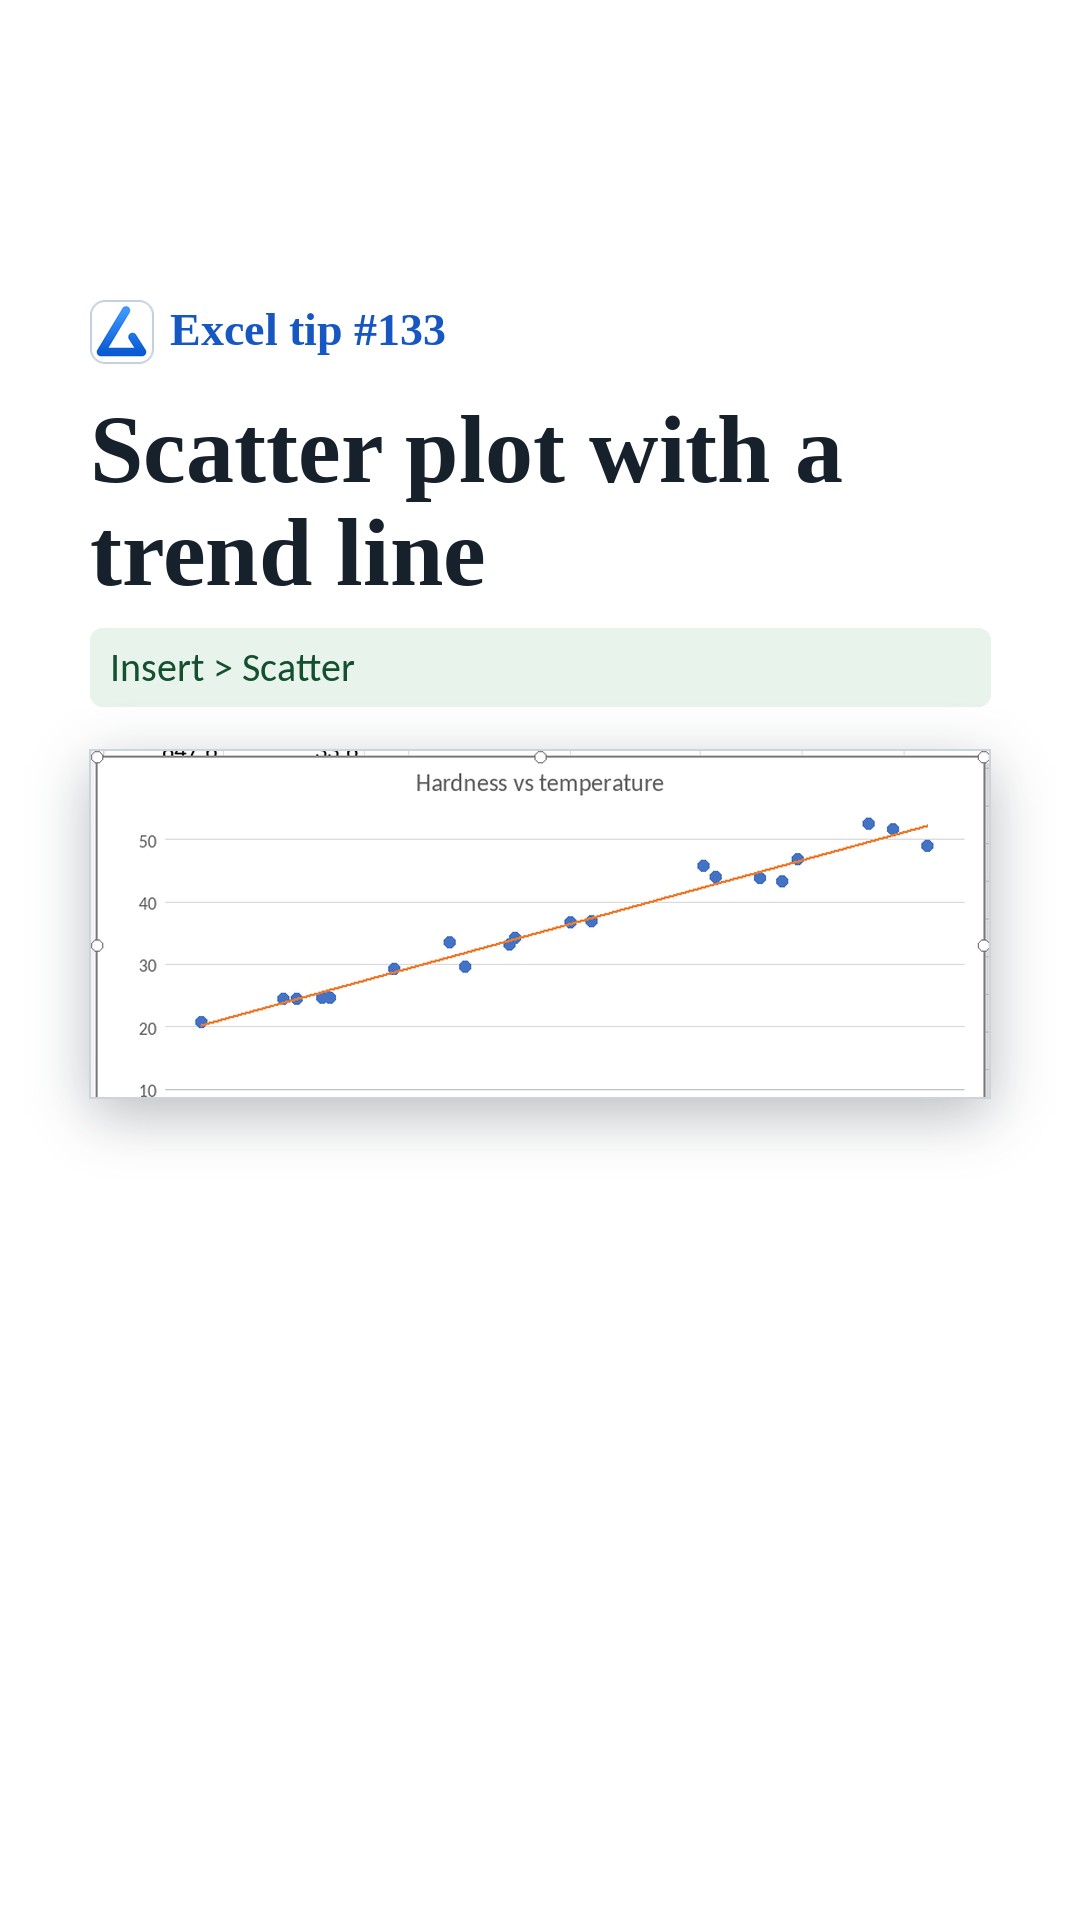 Excel tip #133
Scatter plot with a
trend line
Insert > Scatter
Hardness vs temperature
50
40
30
20
10